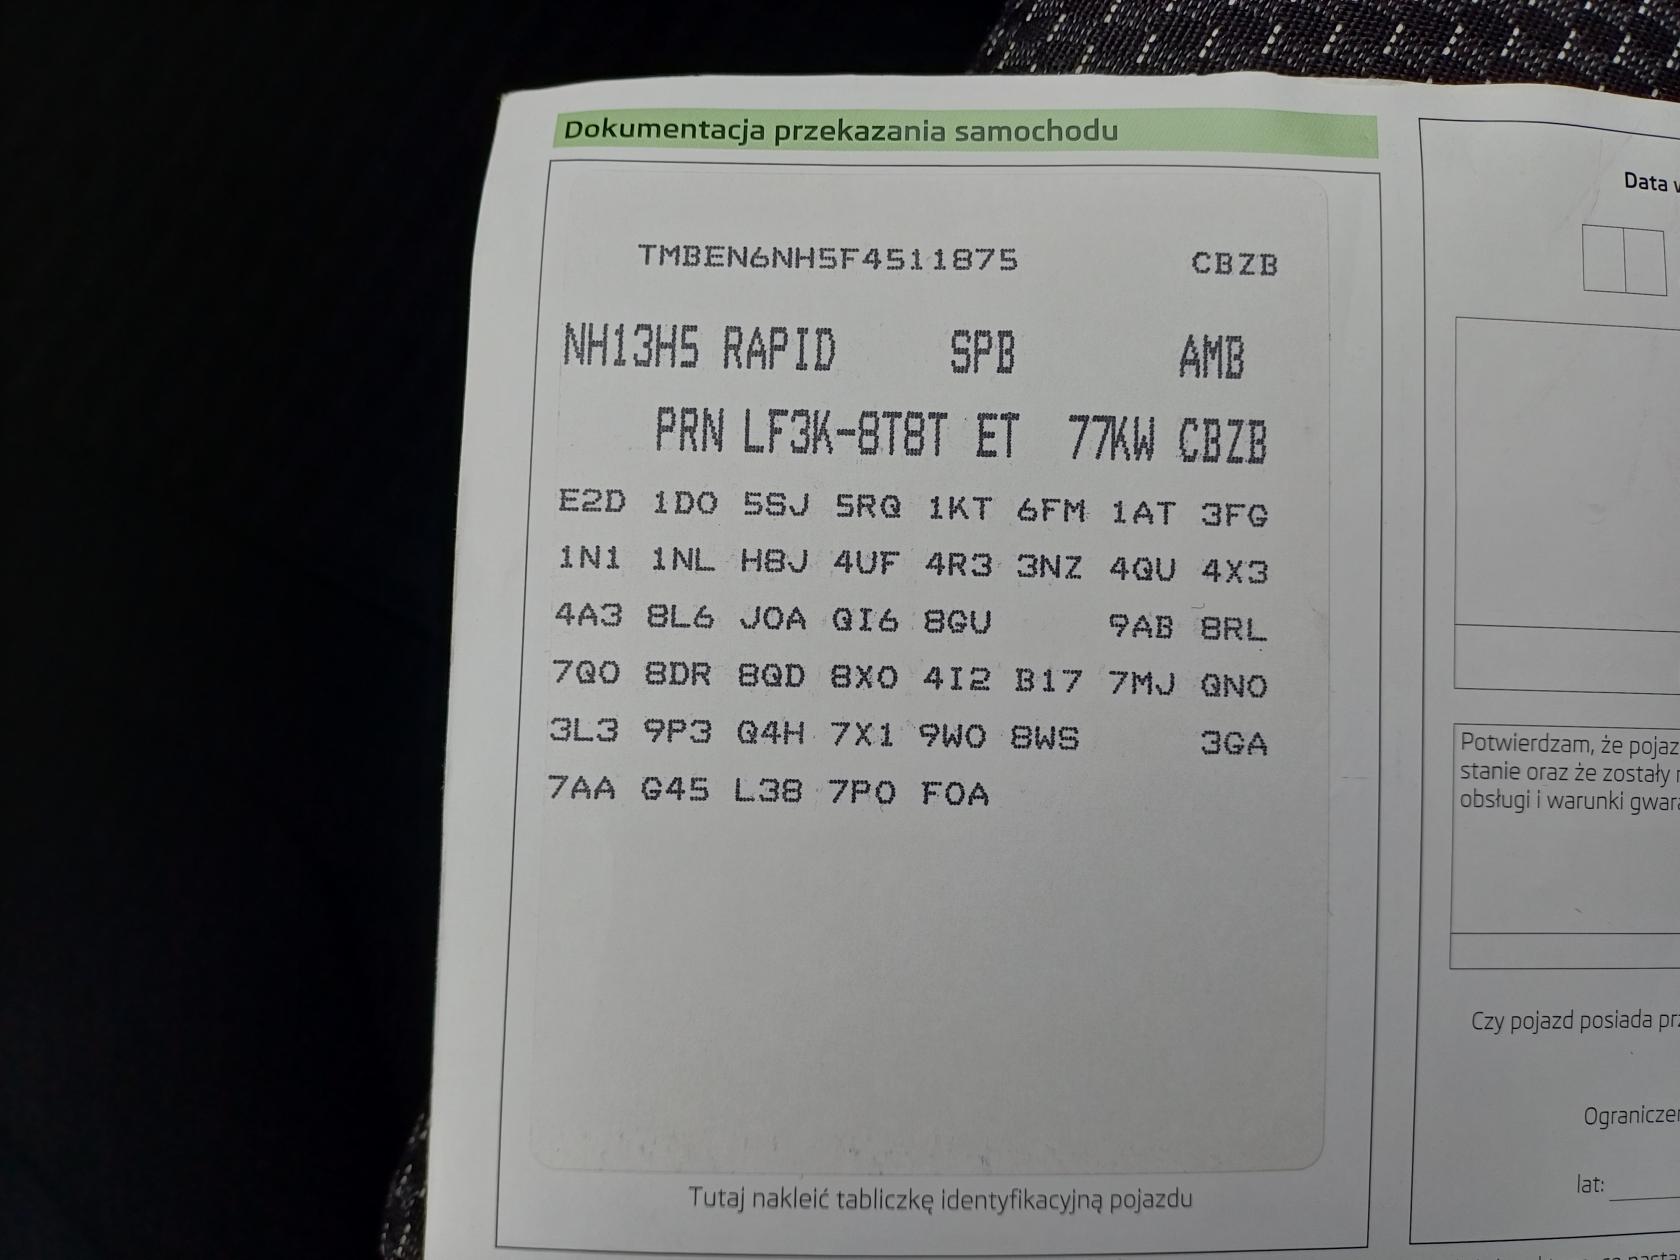 Dokumentacja przekazania samochodu
TMBEN6NH5F4511875 CBZB
NH13H5 RAPID SPB AMB
PRN LF3K-8T8T ET 77KW CBZB
E2D 1D0 5SJ 5RQ 1KT 6FM 1AT 3FG
1N1 1NL H8J 4UF 4R3 3NZ 4QU 4X3
4A3 8L6 J0A QI6 8GU 9AB 8RL
7Q0 8DR 8QD 8X0 4I2 B17 7MJ QN0
3L3 9P3 Q4H 7X1 9W0 8WS 3GA
7AA G45 L38 7P0 F0A
Tutaj nakleić tabliczkę identyfikacyjną pojazdu
Data
Potwierdzam, że pojaz
stanie oraz że zostały
obsługi i warunki gwar
Czy pojazd posiada prz
Ogranicze
lat: